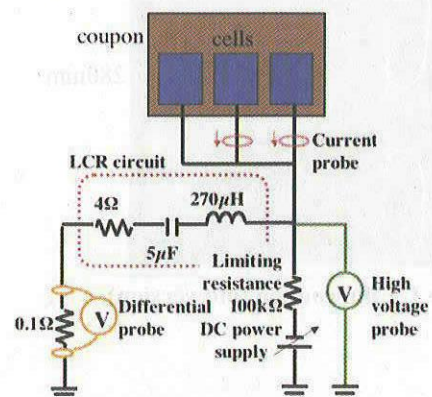 coupon
cells
Current
probe
LCR circuit
4Ω
270μH
5μF
Limiting
resistance
100kΩ
DC power
supply
V
High
voltage
probe
0.1Ω
V
Differential
probe